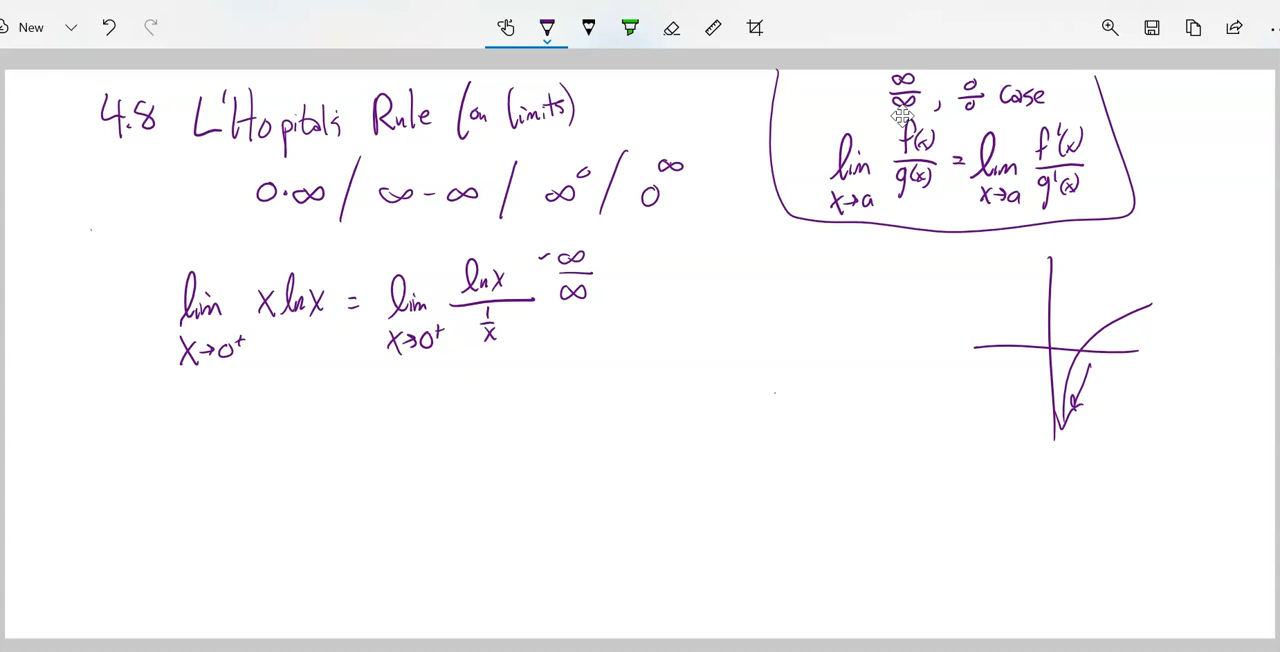 New
4.8 L'Hopital's Rule (on limits)
0·∞ / ∞ - ∞ / ∞⁰ / 0^∞
∞/∞, 0/0 case
lim x→a f(x)/g(x) = lim x→a f'(x)/g'(x)
lim x→0⁺ x ln x = lim x→0⁺ ln x / (1/x) -∞/∞